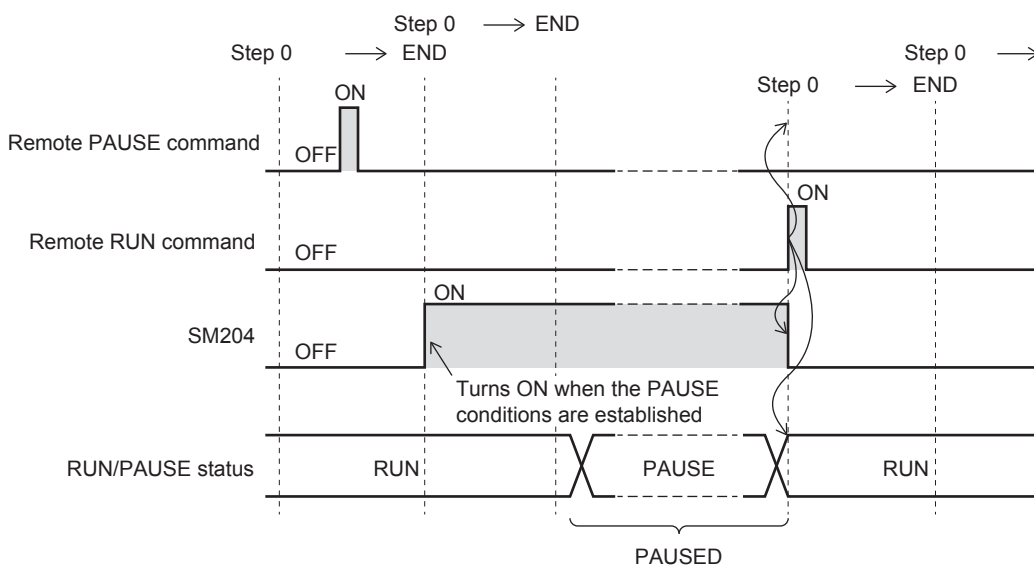 Step 0 → END
Step 0 → END
Step 0 →
Step 0 → END
ON
Remote PAUSE command
OFF
ON
Remote RUN command
OFF
ON
SM204
OFF
Turns ON when the PAUSE
conditions are established
RUN/PAUSE status
RUN
PAUSE
RUN
PAUSED